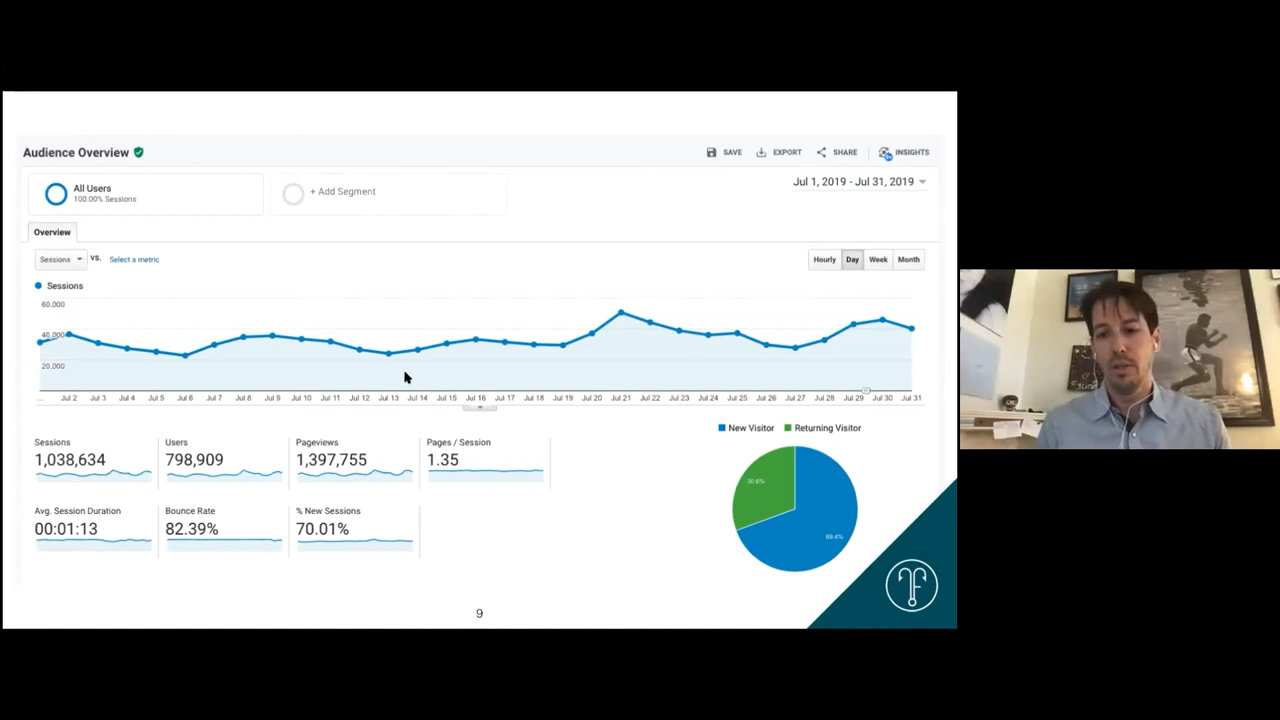 Audience Overview
SAVE EXPORT SHARE INSIGHTS
All Users
100.00% Sessions
+ Add Segment
Jul 1, 2019 - Jul 31, 2019
Overview
Sessions vs. Select a metric
Hourly Day Week Month
Sessions
60,000
40,000
20,000
... Jul 2 Jul 3 Jul 4 Jul 5 Jul 6 Jul 7 Jul 8 Jul 9 Jul 10 Jul 11 Jul 12 Jul 13 Jul 14 Jul 15 Jul 16 Jul 17 Jul 18 Jul 19 Jul 20 Jul 21 Jul 22 Jul 23 Jul 24 Jul 25 Jul 26 Jul 27 Jul 28 Jul 29 Jul 30 Jul 31
New Visitor Returning Visitor
Sessions
1,038,634
Users
798,909
Pageviews
1,397,755
Pages / Session
1.35
Avg. Session Duration
00:01:13
Bounce Rate
82.39%
% New Sessions
70.01%
30.6%
69.4%
9